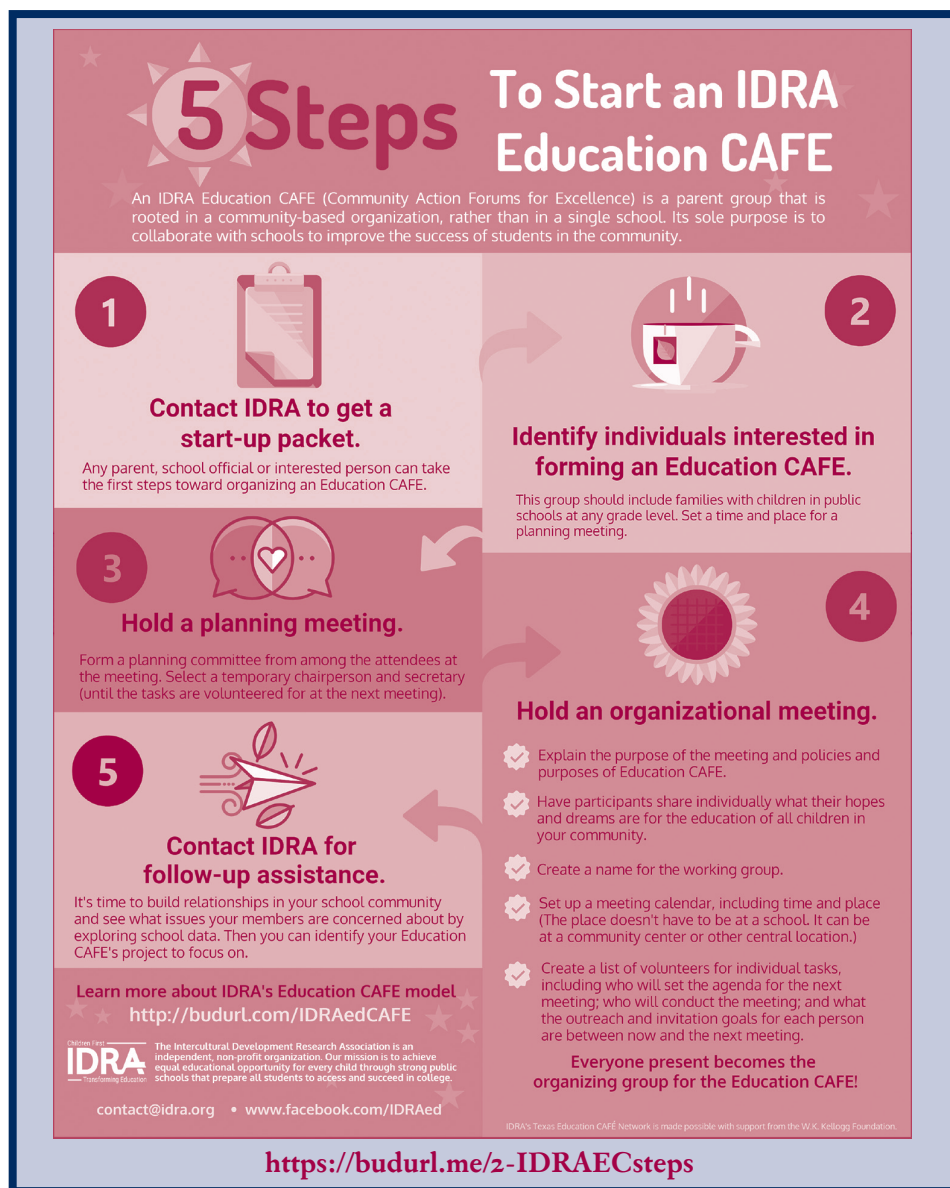 5 Steps
To Start an IDRA
Education CAFE
An IDRA Education CAFE (Community Action Forums for Excellence) is a parent group that is
rooted in a community-based organization, rather than in a single school. Its sole purpose is to
collaborate with schools to improve the success of students in the community.
1
Contact IDRA to get a
start-up packet.
Any parent, school official or interested person can take
the first steps toward organizing an Education CAFE.
2
Identify individuals interested in
forming an Education CAFE.
This group should include families with children in public
schools at any grade level. Set a time and place for a
planning meeting.
3
Hold a planning meeting.
Form a planning committee from among the attendees at
the meeting. Select a temporary chairperson and secretary
(until the tasks are volunteered for at the next meeting).
4
Hold an organizational meeting.
Explain the purpose of the meeting and policies and
purposes of Education CAFE.
Have participants share individually what their hopes
and dreams are for the education of all children in
your community.
Create a name for the working group.
Set up a meeting calendar, including time and place
(The place doesn't have to be at a school. It can be
at a community center or other central location.)
Create a list of volunteers for individual tasks,
including who will set the agenda for the next
meeting; who will conduct the meeting; and what
the outreach and invitation goals for each person
are between now and the next meeting.
Everyone present becomes the
organizing group for the Education CAFE!
5
Contact IDRA for
follow-up assistance.
It's time to build relationships in your school community
and see what issues your members are concerned about by
exploring school data. Then you can identify your Education
CAFE's project to focus on.
Learn more about IDRA's Education CAFE model
http://budurl.com/IDRAedCAFE
Children First
IDRA
Transforming Education
The Intercultural Development Research Association is an
independent, non-profit organization. Our mission is to achieve
equal educational opportunity for every child through strong public
schools that prepare all students to access and succeed in college.
contact@idra.org • www.facebook.com/IDRAed
IDRA's Texas Education CAFÉ Network is made possible with support from the W.K. Kellogg Foundation.
https://budurl.me/2-IDRAECsteps